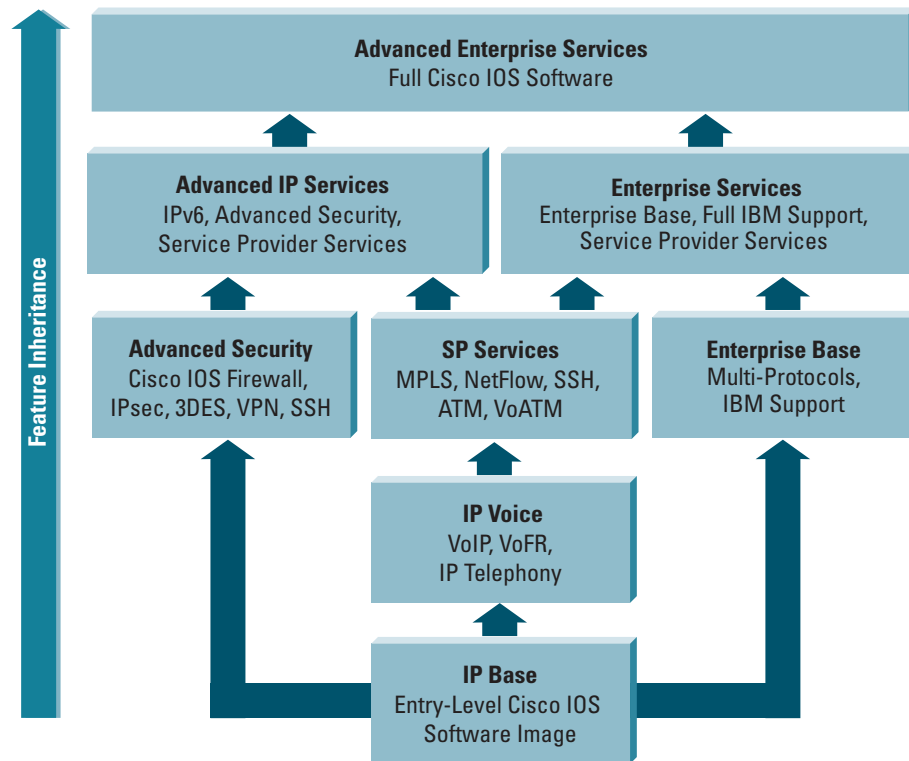 Advanced Enterprise Services
Full Cisco IOS Software
Advanced IP Services
IPv6, Advanced Security,
Service Provider Services
Enterprise Services
Enterprise Base, Full IBM Support,
Service Provider Services
Feature Inheritance
Advanced Security
Cisco IOS Firewall,
IPsec, 3DES, VPN, SSH
SP Services
MPLS, NetFlow, SSH,
ATM, VoATM
Enterprise Base
Multi-Protocols,
IBM Support
IP Voice
VoIP, VoFR,
IP Telephony
IP Base
Entry-Level Cisco IOS
Software Image